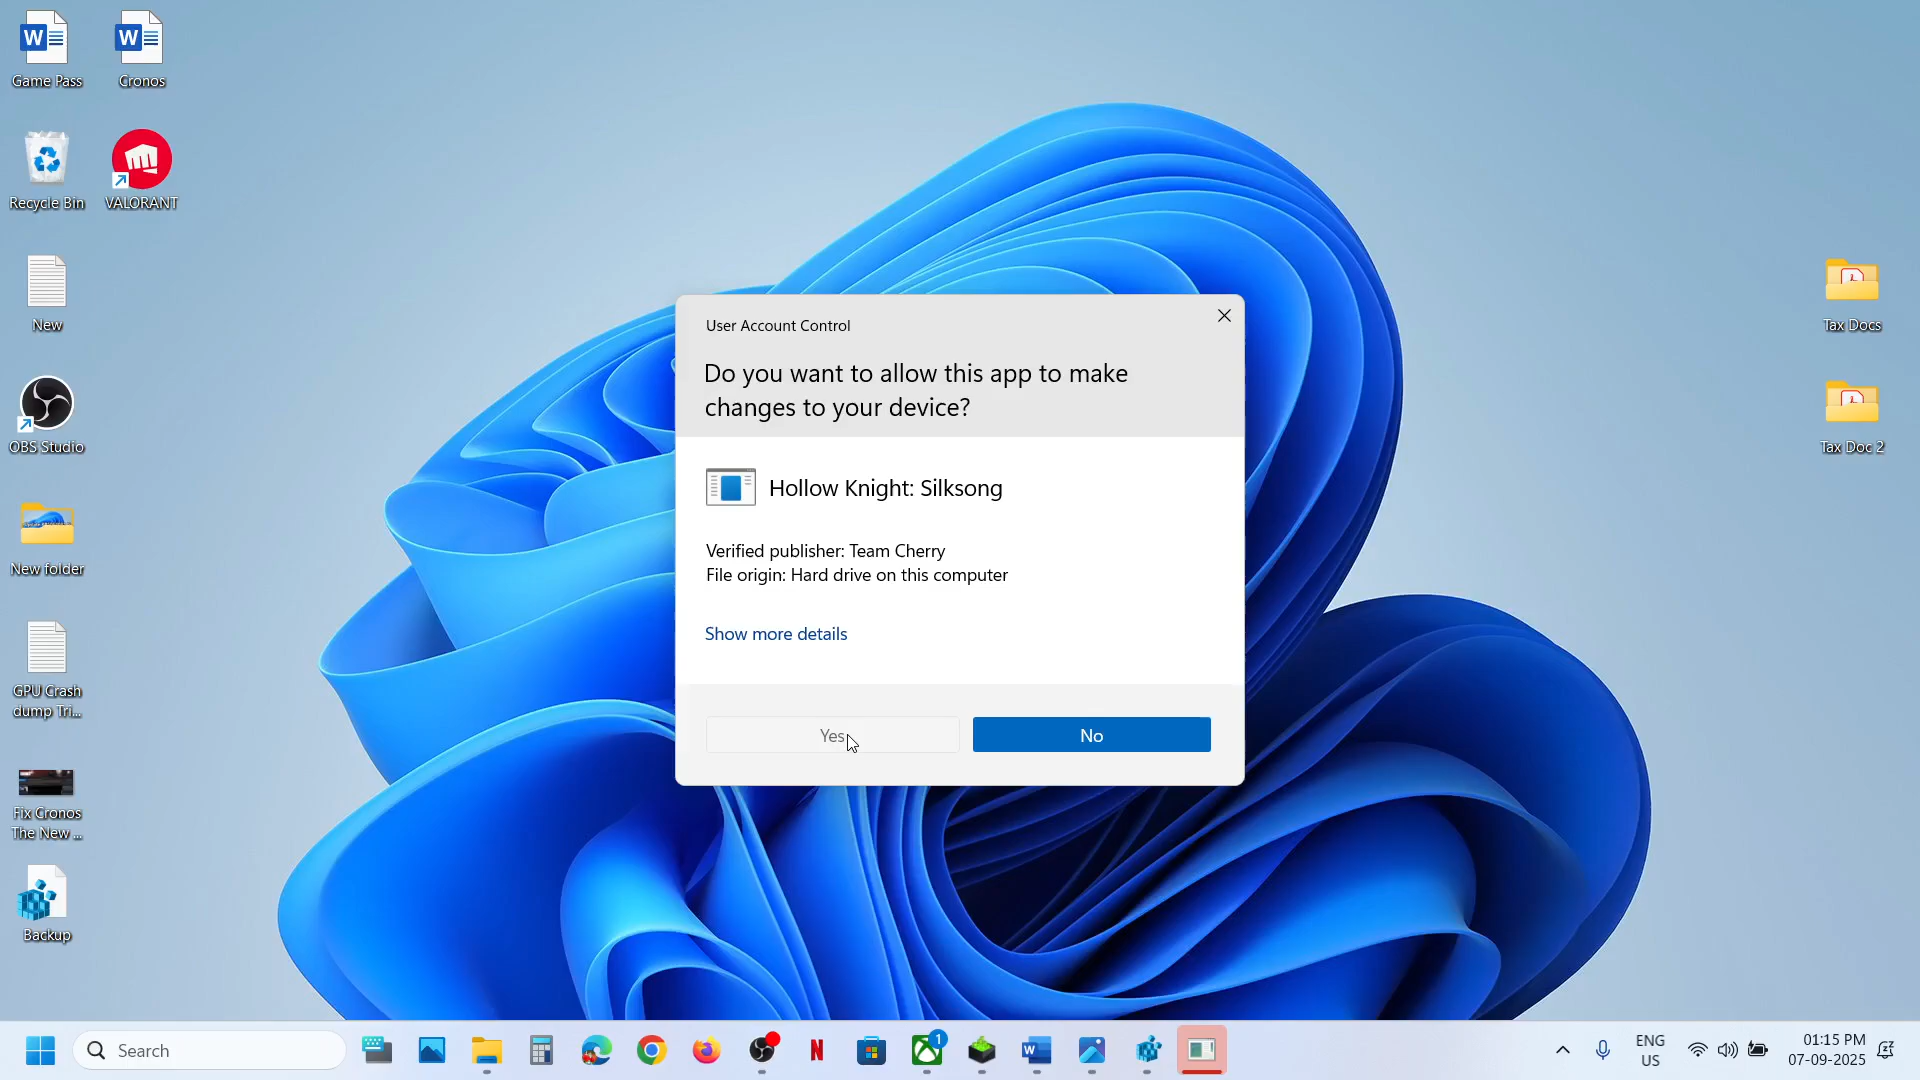 Game Pass
Cronos
Recycle Bin
VALORANT
New
OBS Studio
New folder
GPU Crash
dump Tri...
Fix Cronos
The New ...
Backup
Tax Docs
Tax Doc 2
User Account Control
Do you want to allow this app to make
changes to your device?
Hollow Knight: Silksong
Verified publisher: Team Cherry
File origin: Hard drive on this computer
Show more details
Yes
No
Search
1
ENG
US
01:15 PM
07-09-2025